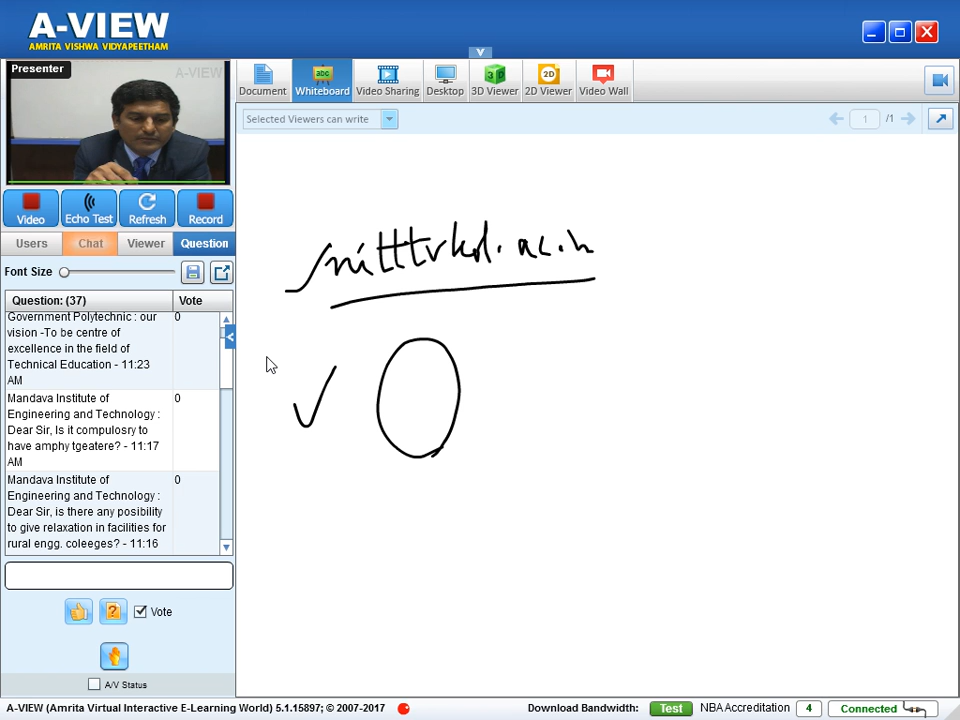 A-VIEW
AMRITA VISHWA VIDYAPEETHAM
Presenter
A-VIEW
Document
Whiteboard
abc
Video Sharing
Desktop
3D
3D Viewer
2D
2D Viewer
Video Wall
Selected Viewers can write
1
/1
Video
Echo Test
Refresh
Record
Users
Chat
Viewer
Question
Font Size
Question: (37)
Vote
Government Polytechnic : our
0
vision -To be centre of
excellence in the field of
Technical Education - 11:23
AM
Mandava Institute of
0
Engineering and Technology :
Dear Sir, Is it compulosry to
have amphy tgeatere? - 11:17
AM
Mandava Institute of
0
Engineering and Technology :
Dear Sir, is there any posibility
to give relaxation in facilities for
rural engg. coleeges? - 11:16
Vote
A/V Status
A-VIEW (Amrita Virtual Interactive E-Learning World) 5.1.15897; © 2007-2017
Download Bandwidth:
Test
NBA Accreditation
4
Connected